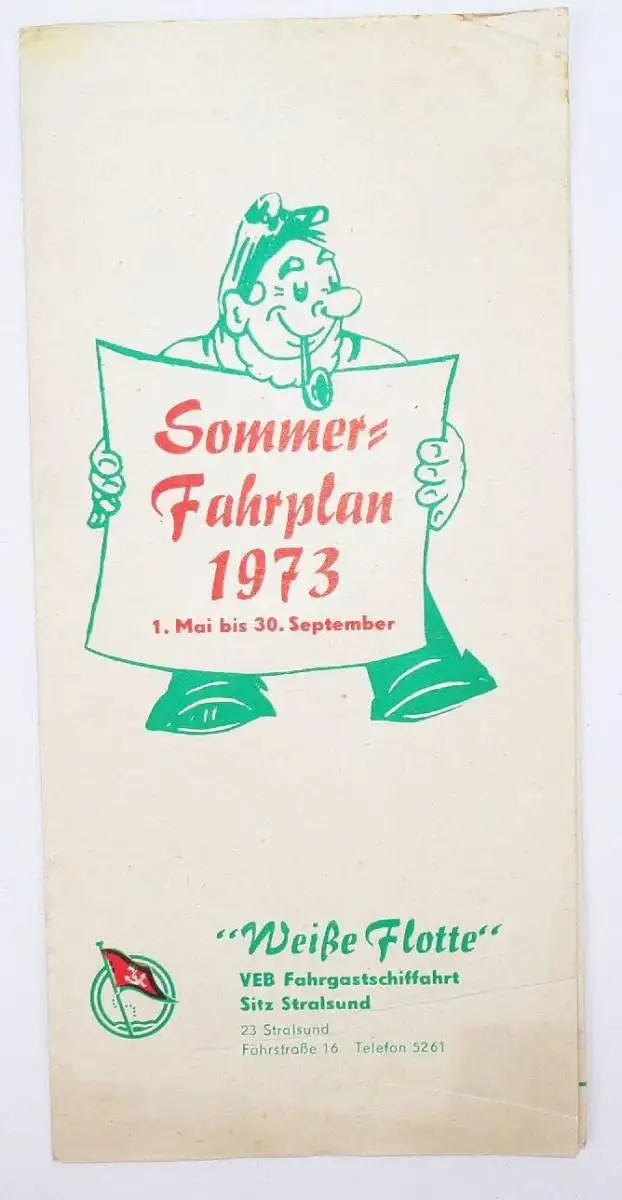 Sommer=
Fahrplan
1973
1. Mai bis 30. September
"Weiße Flotte"
VEB Fahrgastschiffahrt
Sitz Stralsund
23 Stralsund
Fährstraße 16 Telefon 5261